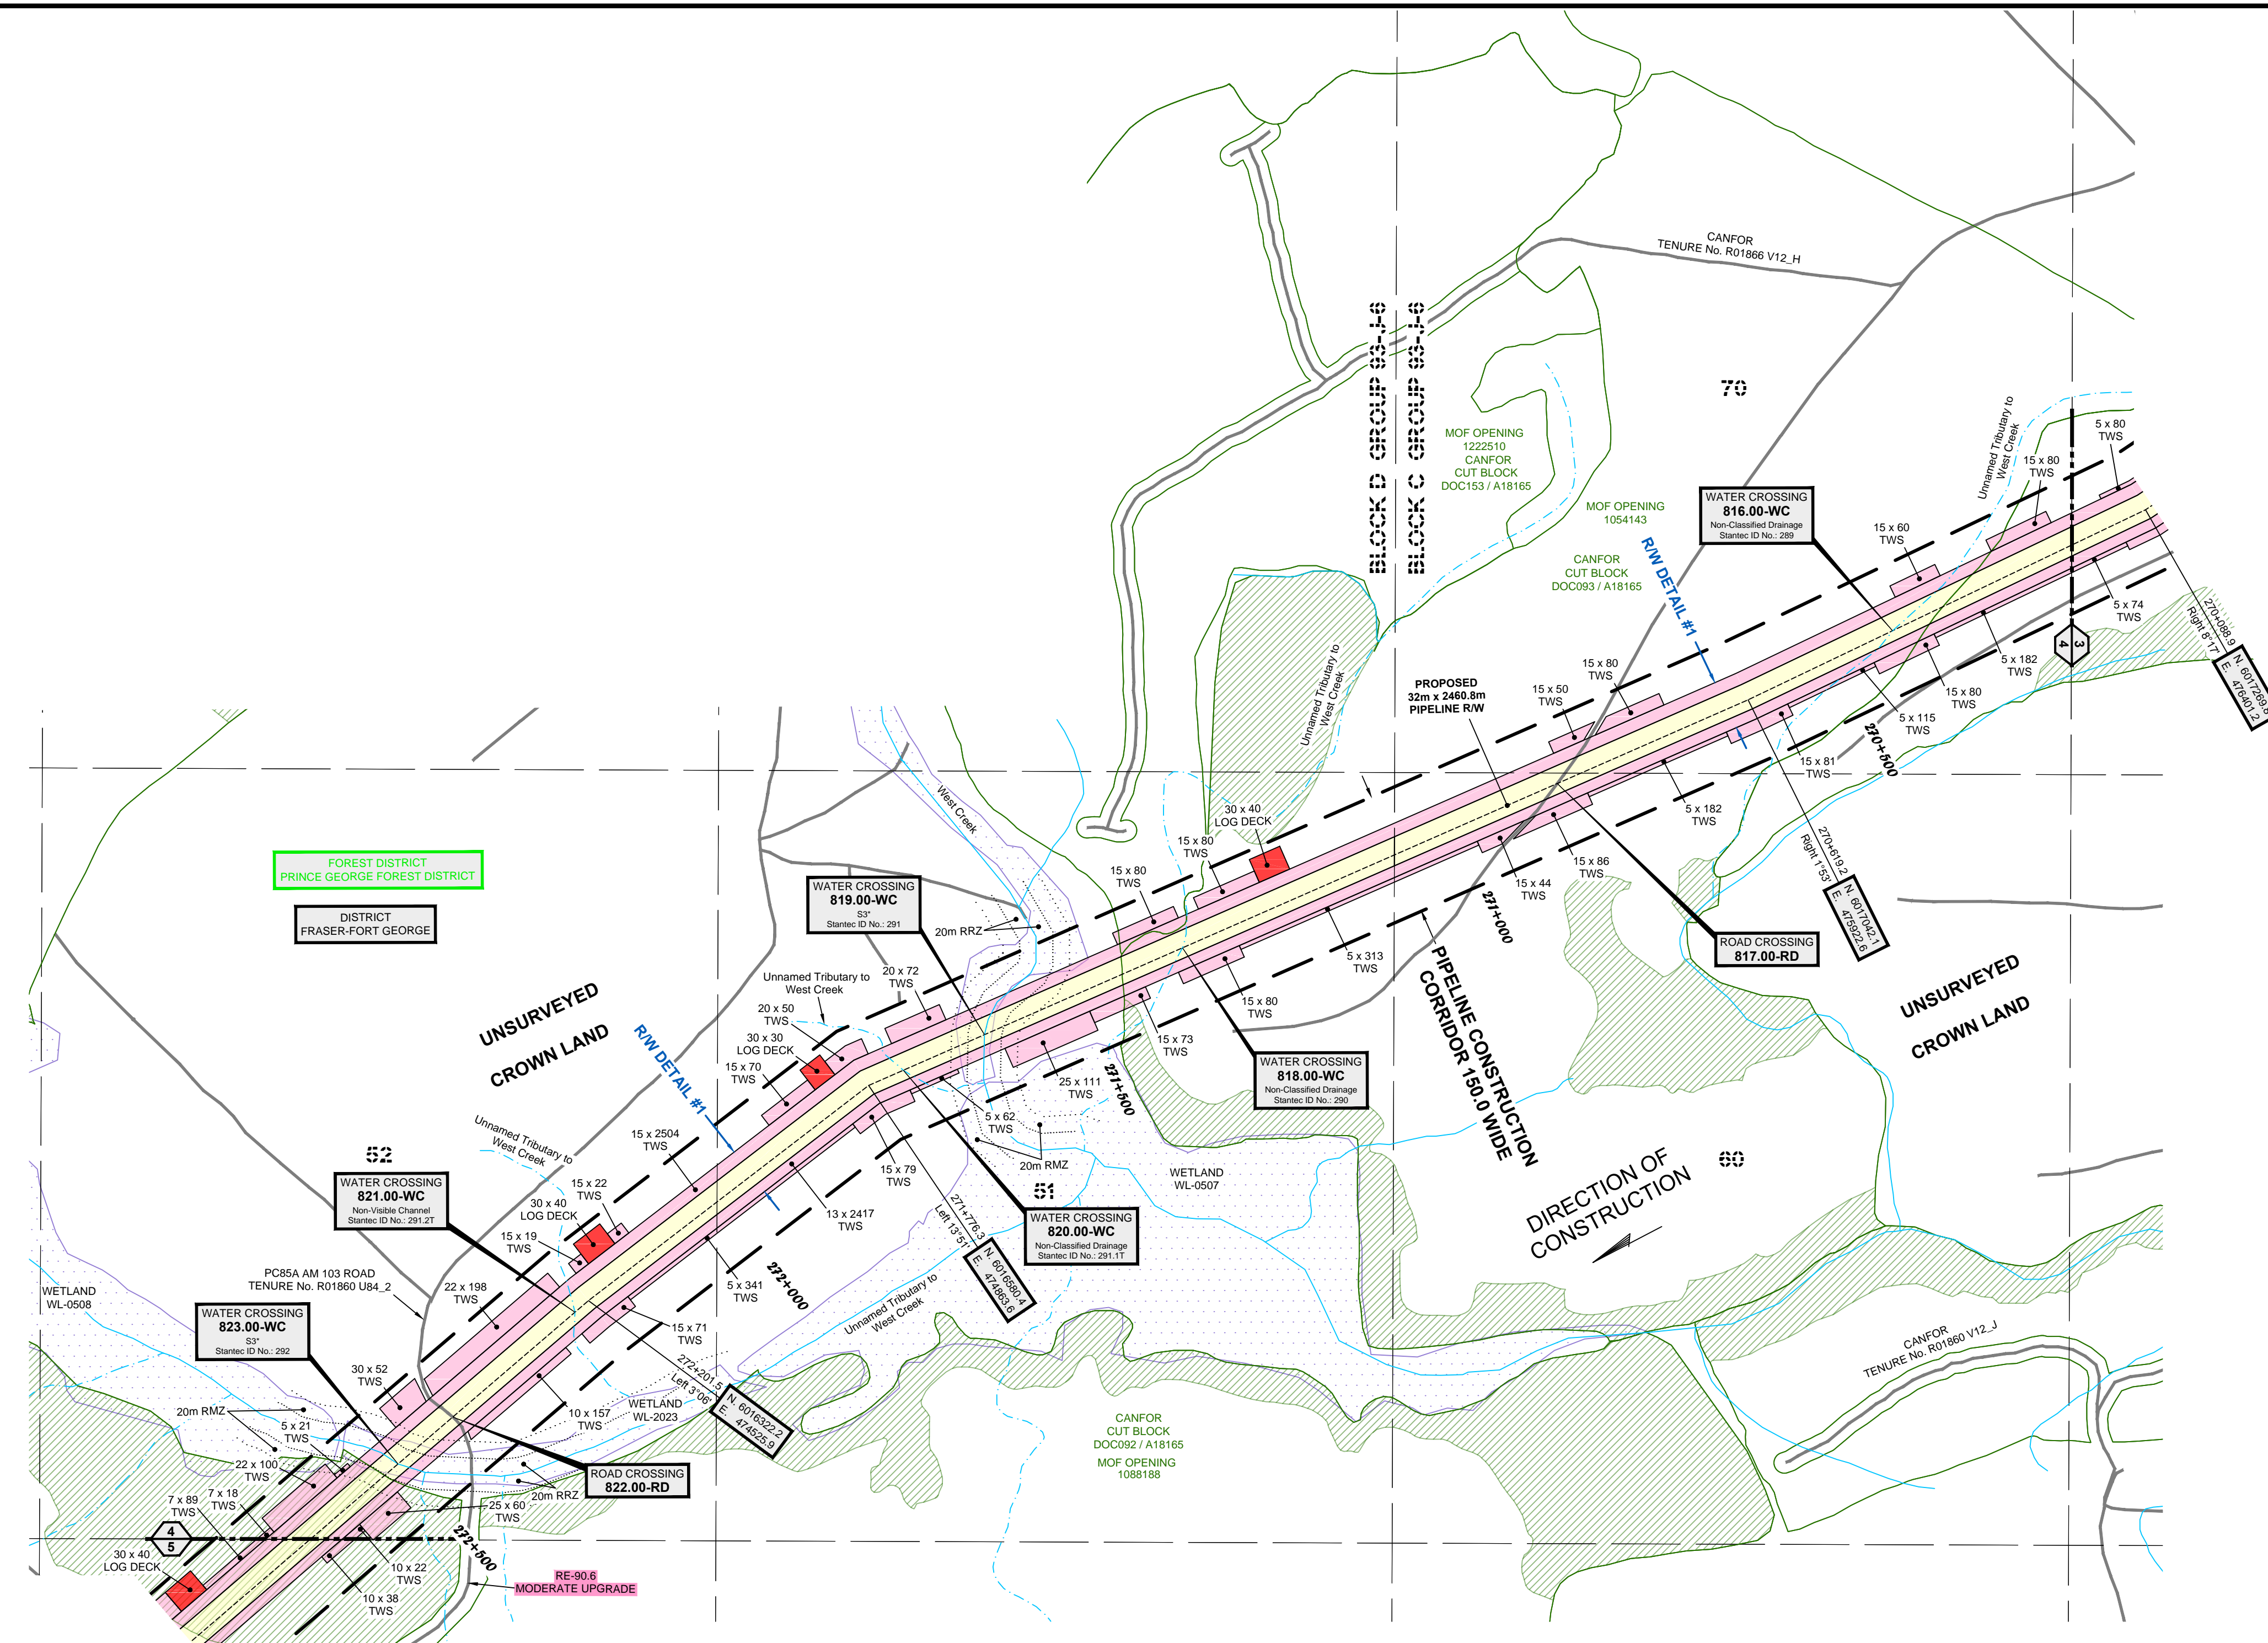 CANFOR
TENURE No. R01866 V12_H
70
MOF OPENING
1222510
CANFOR
CUT BLOCK
DOC153 / A18165
MOF OPENING
1054143
CANFOR
CUT BLOCK
DOC093 / A18165
R/W DETAIL #1
WATER CROSSING
816.00-WC
Non-Classified Drainage
Stantec ID No.: 289
Unnamed Tributary to
West Creek
5 x 80
TWS
15 x 80
TWS
15 x 60
TWS
5 x 74
TWS
3
4
270+088.9
Right 8°17'
N. 6017269.8
E. 476401.2
5 x 182
TWS
15 x 80
TWS
5 x 115
TWS
270+500
15 x 81
TWS
5 x 182
TWS
270+619.2
Right 1°53'
N. 6017042.1
E. 475922.6
15 x 80
TWS
15 x 50
TWS
PROPOSED
32m x 2460.8m
PIPELINE R/W
Unnamed Tributary to
West Creek
30 x 40
LOG DECK
15 x 80
TWS
15 x 80
TWS
15 x 86
TWS
15 x 44
TWS
271+000
ROAD CROSSING
817.00-RD
5 x 313
TWS
15 x 80
TWS
PIPELINE CONSTRUCTION
CORRIDOR 150.0 WIDE
UNSURVEYED
CROWN LAND
WATER CROSSING
818.00-WC
Non-Classified Drainage
Stantec ID No.: 290
15 x 73
TWS
271+500
25 x 111
TWS
West Creek
FOREST DISTRICT
PRINCE GEORGE FOREST DISTRICT
DISTRICT
FRASER-FORT GEORGE
WATER CROSSING
819.00-WC
S3*
Stantec ID No.: 291
20m RRZ
Unnamed Tributary to
West Creek
20 x 72
TWS
20 x 50
TWS
30 x 30
LOG DECK
15 x 70
TWS
5 x 62
TWS
20m RMZ
WETLAND
WL-0507
DIRECTION OF
CONSTRUCTION
60
UNSURVEYED
CROWN LAND
R/W DETAIL #1
15 x 79
TWS
51
WATER CROSSING
820.00-WC
Non-Classified Drainage
Stantec ID No.: 291.1T
271+776.3
Left 13°51'
N. 6016580.4
E. 474863.6
13 x 2417
TWS
15 x 2504
TWS
Unnamed Tributary to
West Creek
52
WATER CROSSING
821.00-WC
Non-Visible Channel
Stantec ID No.: 291.2T
15 x 22
TWS
30 x 40
LOG DECK
15 x 19
TWS
5 x 341
TWS
272+000
Unnamed Tributary to
West Creek
PC85A AM 103 ROAD
TENURE No. R01860 U84_2
WETLAND
WL-0508
22 x 198
TWS
WATER CROSSING
823.00-WC
S3*
Stantec ID No.: 292
15 x 71
TWS
272+201.5
Left 3°06'
N. 6016322.2
E. 474525.9
CANFOR
TENURE No. R01860 V12_J
30 x 52
TWS
20m RMZ
5 x 21
TWS
10 x 157
TWS
WETLAND
WL-2023
CANFOR
CUT BLOCK
DOC092 / A18165
MOF OPENING
1088188
22 x 100
TWS
ROAD CROSSING
822.00-RD
20m RRZ
7 x 89
TWS
7 x 18
TWS
25 x 60
TWS
4
5
272+500
30 x 40
LOG DECK
10 x 22
TWS
10 x 38
TWS
RE-90.6
MODERATE UPGRADE